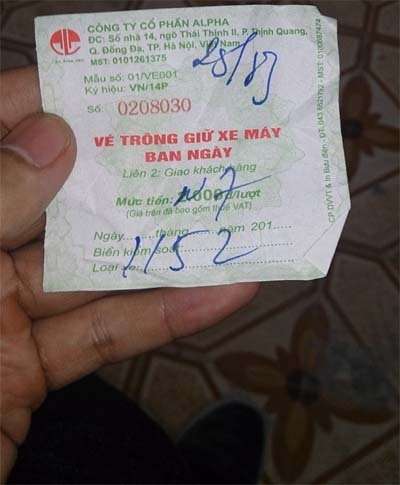 CÔNG TY CỔ PHẦN ALPHA
ĐC: Số nhà 14, ngõ Thái Thịnh II, P. Thịnh Quang,
Q. Đống Đa, TP. Hà Nội, Việt Nam
MST: 0101261375
Mẫu số: 01/VE001
Ký hiệu: VN/14P
Số: 0208030
VÉ TRÔNG GIỮ XE MÁY
BAN NGÀY
Liên 2: Giao khách hàng
Mức tiền: 000đ/lượt
(Giá trên đã bao gồm thuế VAT)
Ngày......tháng...... năm 201....
Biển kiểm soát:
Loại xe:
1152